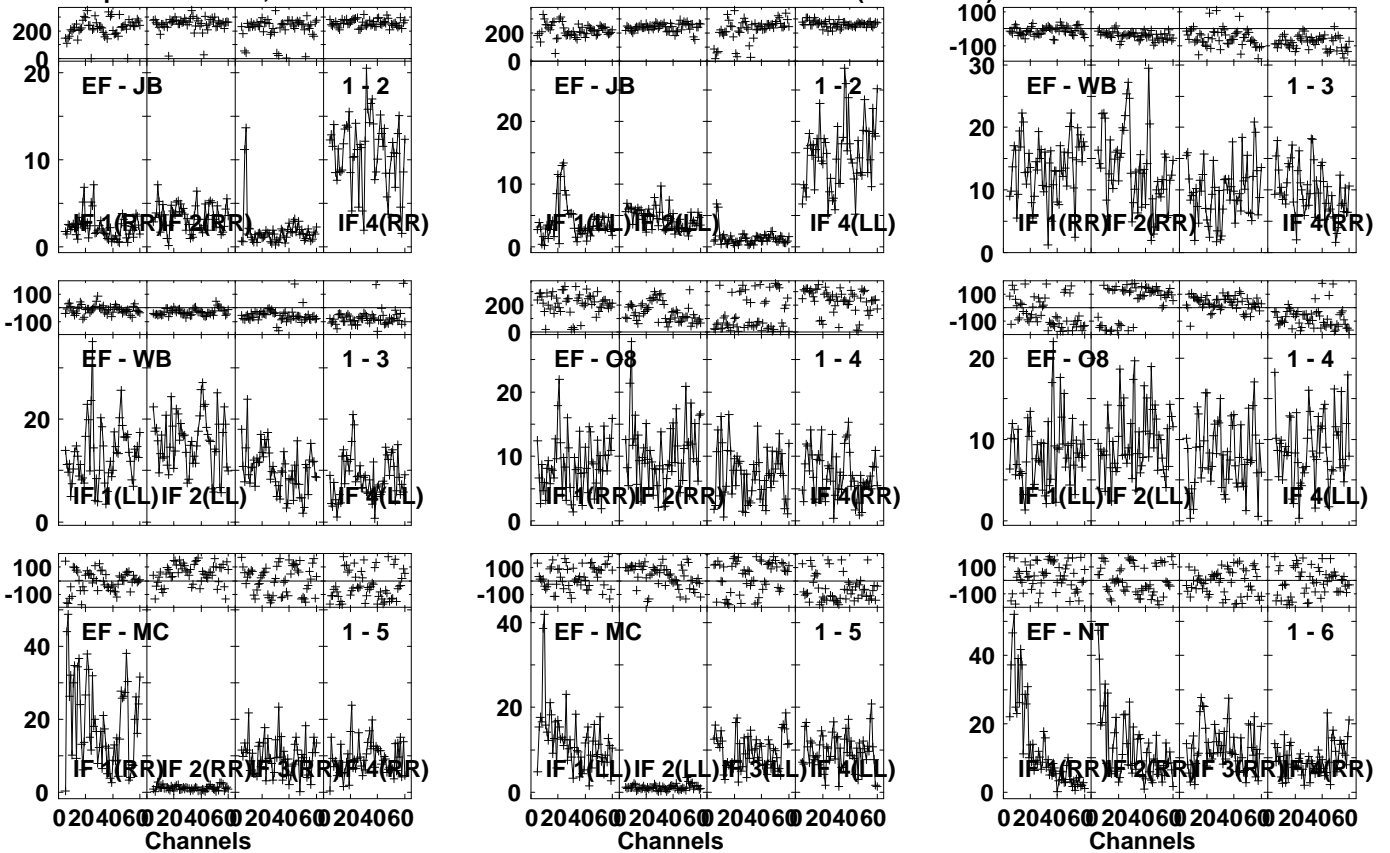 200
0
200
0
100
-100
20
10
0
EF - JB 1 - 2
IF 1(RR) IF 2(RR) IF 4(RR)
20
10
0
EF - JB 1 - 2
IF 1(LL) IF 2(LL) IF 4(LL)
30
20
10
0
EF - WB 1 - 3
IF 1(RR) IF 2(RR) IF 4(RR)
100
-100
200
0
100
-100
20
0
EF - WB 1 - 3
IF 1(LL) IF 2(LL) IF 4(LL)
20
10
0
EF - O8 1 - 4
IF 1(RR) IF 2(RR) IF 4(RR)
20
10
0
EF - O8 1 - 4
IF 1(LL) IF 2(LL) IF 4(LL)
100
-100
100
-100
100
-100
40
20
0
EF - MC 1 - 5
IF 1(RR) IF 2(RR) IF 3(RR) IF 4(RR)
40
20
0
EF - MC 1 - 5
IF 1(LL) IF 2(LL) IF 3(LL) IF 4(LL)
40
20
0
EF - NT 1 - 6
IF 1(RR) IF 2(RR) IF 3(RR) IF 4(RR)
0 20 40 60 0 20 40 60 0 20 40 60 0 20 40 60
Channels
0 20 40 60 0 20 40 60 0 20 40 60 0 20 40 60
Channels
0 20 40 60 0 20 40 60 0 20 40 60 0 20 40 60
Channels